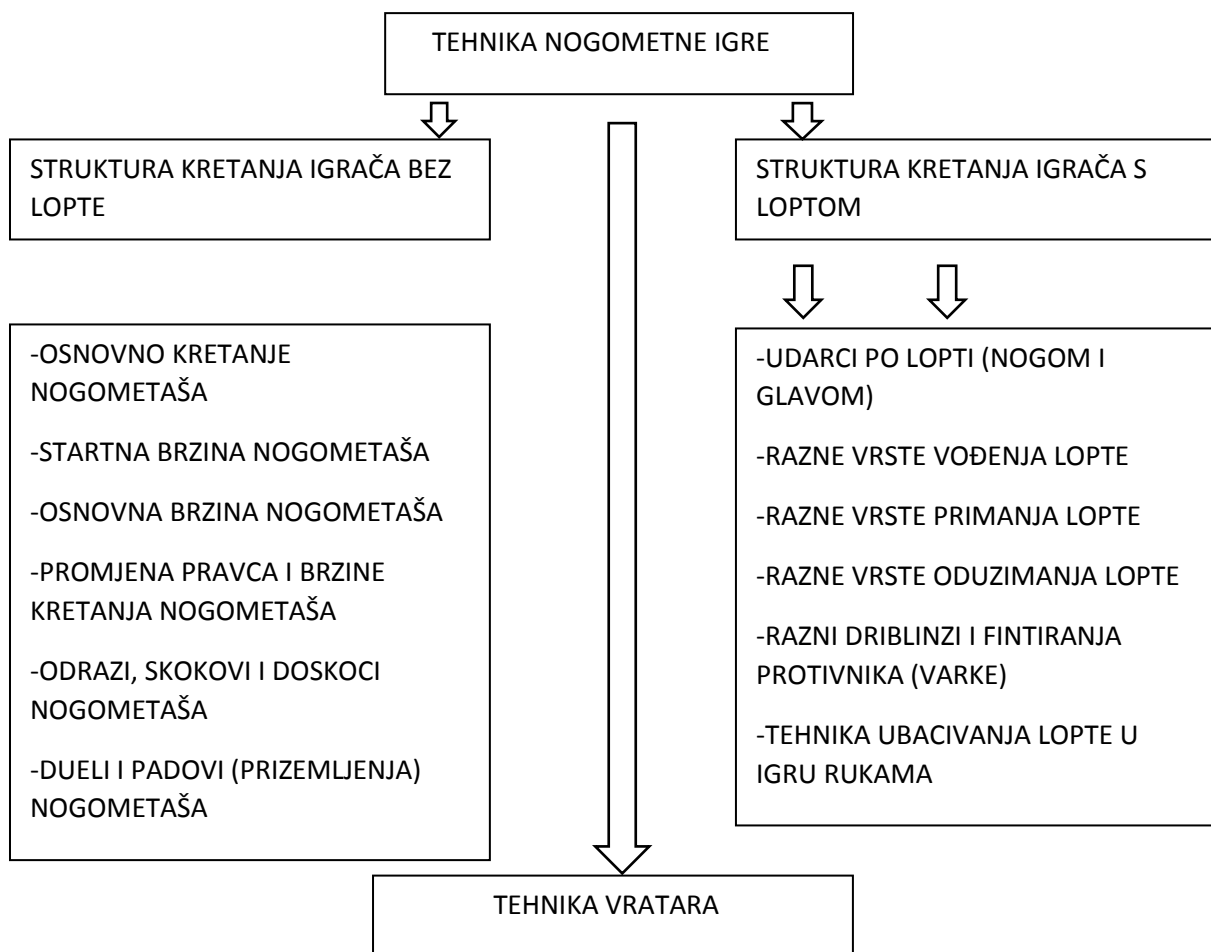 TEHNIKA NOGOMETNE IGRE
STRUKTURA KRETANJA IGRAČA BEZ
LOPTE
STRUKTURA KRETANJA IGRAČA S
LOPTOM
-OSNOVNO KRETANJE
NOGOMETAŠA
-STARTNA BRZINA NOGOMETAŠA
-OSNOVNA BRZINA NOGOMETAŠA
-PROMJENA PRAVCA I BRZINE
KRETANJA NOGOMETAŠA
-ODRAZI, SKOKOVI I DOSKOCI
NOGOMETAŠA
-DUELI I PADOVI (PRIZEMLJENJA)
NOGOMETAŠA
-UDARCI PO LOPTI (NOGOM I
GLAVOM)
-RAZNE VRSTE VOĐENJA LOPTE
-RAZNE VRSTE PRIMANJA LOPTE
-RAZNE VRSTE ODUZIMANJA LOPTE
-RAZNI DRIBLINZI I FINTIRANJA
PROTIVNIKA (VARKE)
-TEHNIKA UBACIVANJA LOPTE U
IGRU RUKAMA
TEHNIKA VRATARA